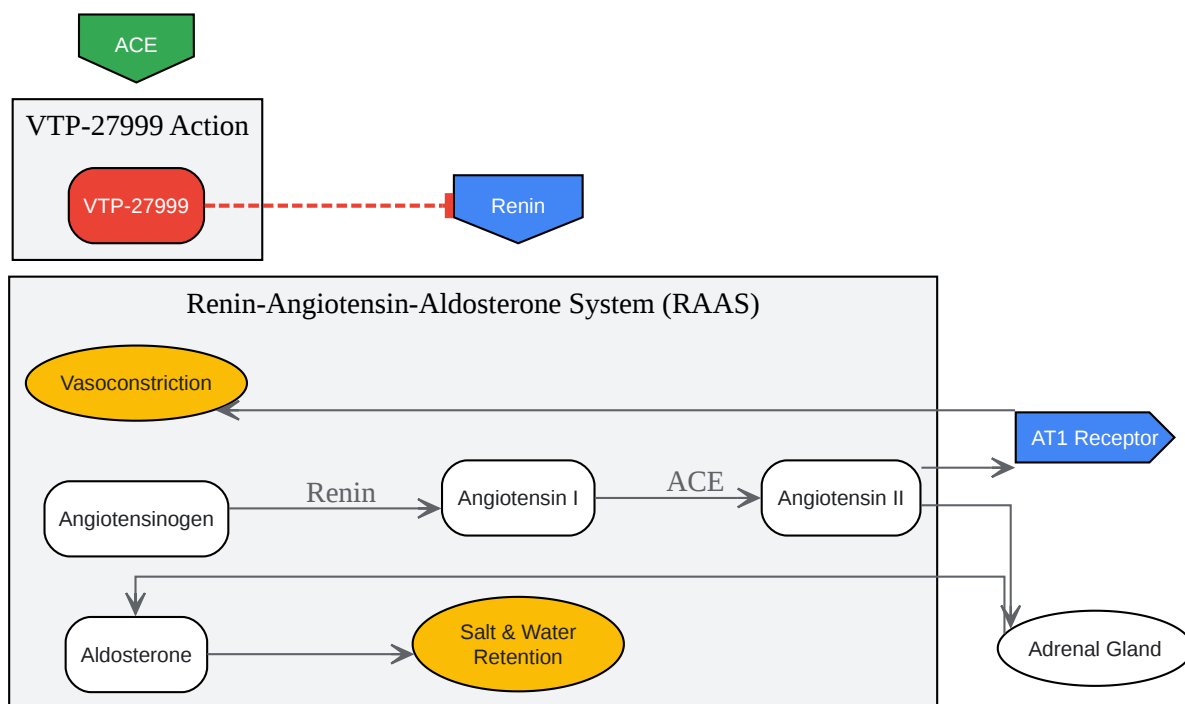 ACE
VTP-27999 Action
VTP-27999
Renin
Renin-Angiotensin-Aldosterone System (RAAS)
Vasoconstriction
AT1 Receptor
Renin
ACE
Angiotensinogen
Angiotensin I
Angiotensin II
Aldosterone
Salt & Water
Retention
Adrenal Gland